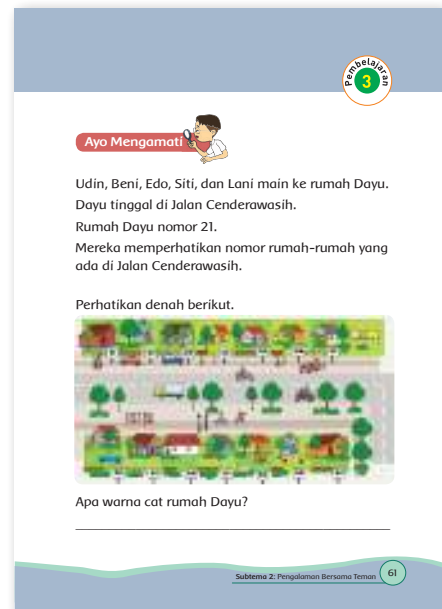 Pembelajaran
3
Ayo Mengamati
Udin, Beni, Edo, Siti, dan Lani main ke rumah Dayu.
Dayu tinggal di Jalan Cenderawasih.
Rumah Dayu nomor 21.
Mereka memperhatikan nomor rumah-rumah yang
ada di Jalan Cenderawasih.
Perhatikan denah berikut.
Apa warna cat rumah Dayu?
Subtema 2: Pengalaman Bersama Teman
61